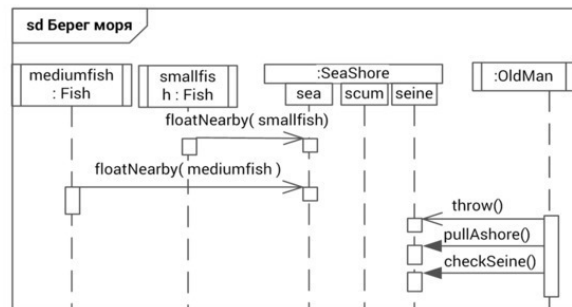 sd Берег моря
mediumfish
: Fish
smallfis
h : Fish
:SeaShore
sea
scum
seine
:OldMan
floatNearby( smallfish)
floatNearby( mediumfish )
throw()
pullAshore()
checkSeine()